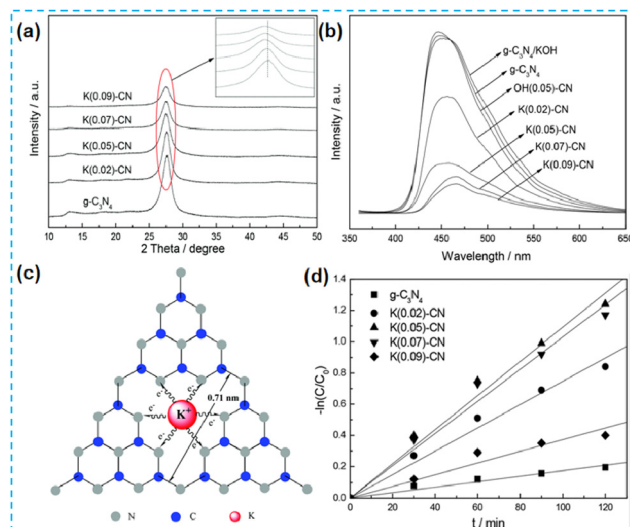 (a)
Intensity / a.u.
K(0.09)-CN
K(0.07)-CN
K(0.05)-CN
K(0.02)-CN
g-C₃N₄
10 20 30 40 50
2 Theta / degree
(b)
Intensity / a.u.
g-C₃N₄/KOH
g-C₃N₄
OH(0.05)-CN
K(0.02)-CN
K(0.05)-CN
K(0.07)-CN
K(0.09)-CN
350 400 450 500 550 600 650
Wavelength / nm
(c)
0.71 nm
K⁺
e⁻ e⁻
e⁻ e⁻
e⁻ e⁻
N C K
(d)
-ln(C/C₀)
1.4
1.2
1.0
0.8
0.6
0.4
0.2
0.0
g-C₃N₄
K(0.02)-CN
K(0.05)-CN
K(0.07)-CN
K(0.09)-CN
0 20 40 60 80 100 120
t / min